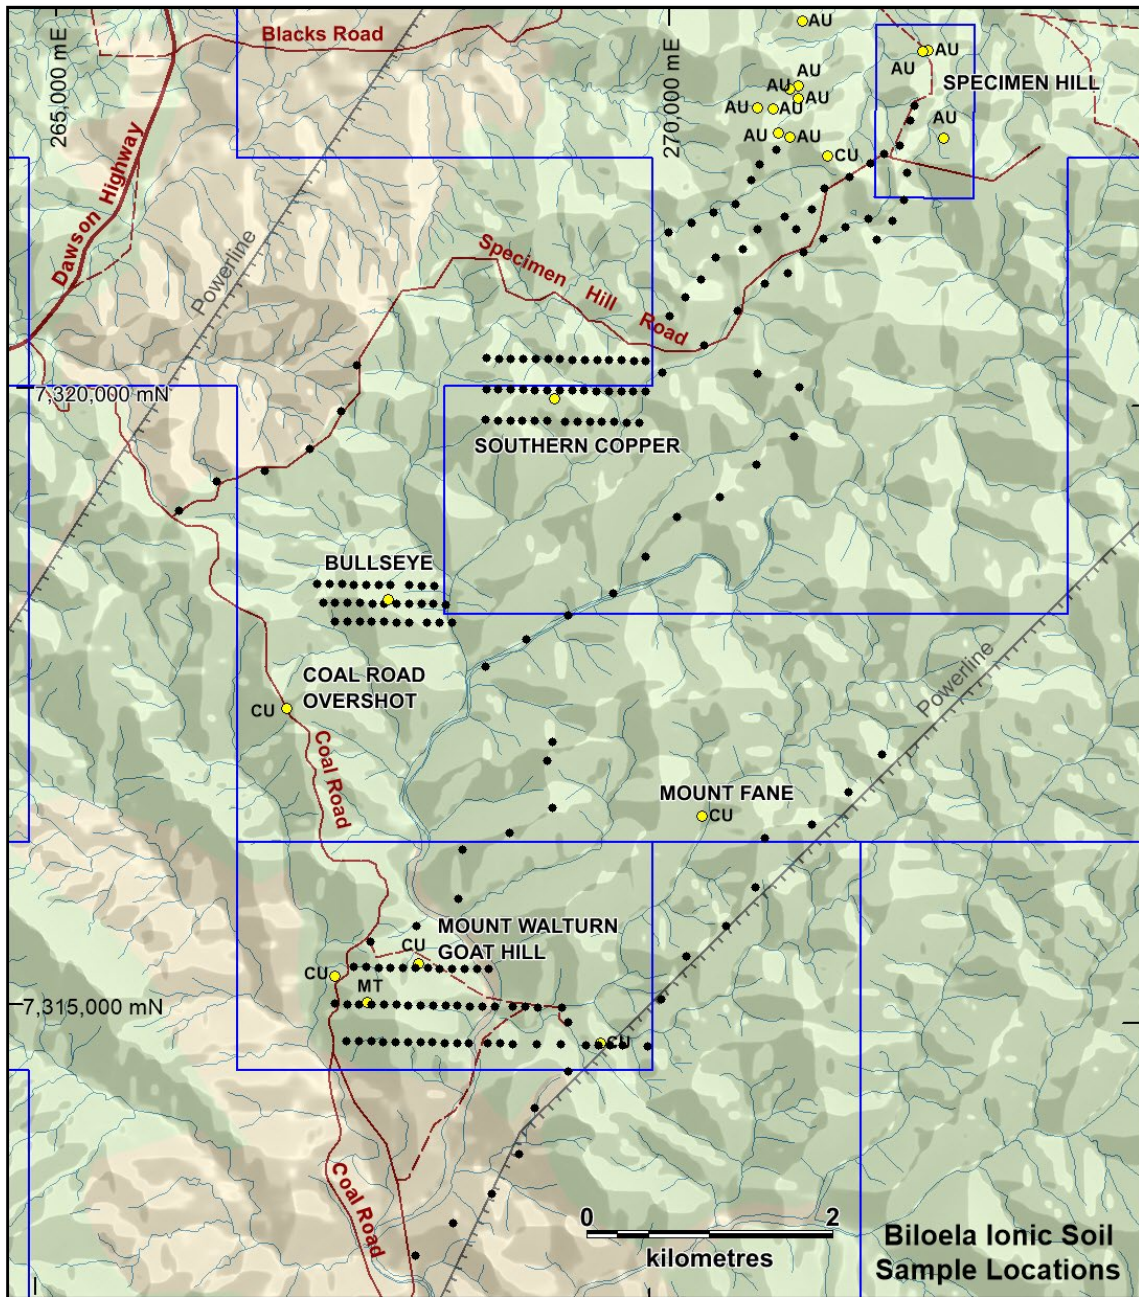 Blacks Road
265,000 mE
270,000 mE
AU
AU
AU
SPECIMEN HILL
AU
AU
AU
AU
AU
AU
AU
AU
CU
Dawson Highway
Powerline
Specimen Hill Road
7,320,000 mN
SOUTHERN COPPER
BULLSEYE
COAL ROAD
OVERSHOT
CU
Coal Road
Powerline
MOUNT FANE
CU
MOUNT WALTURN
GOAT HILL
CU
CU
MT
7,315,000 mN
CU
Coal Road
0 2
kilometres
Biloela Ionic Soil
Sample Locations